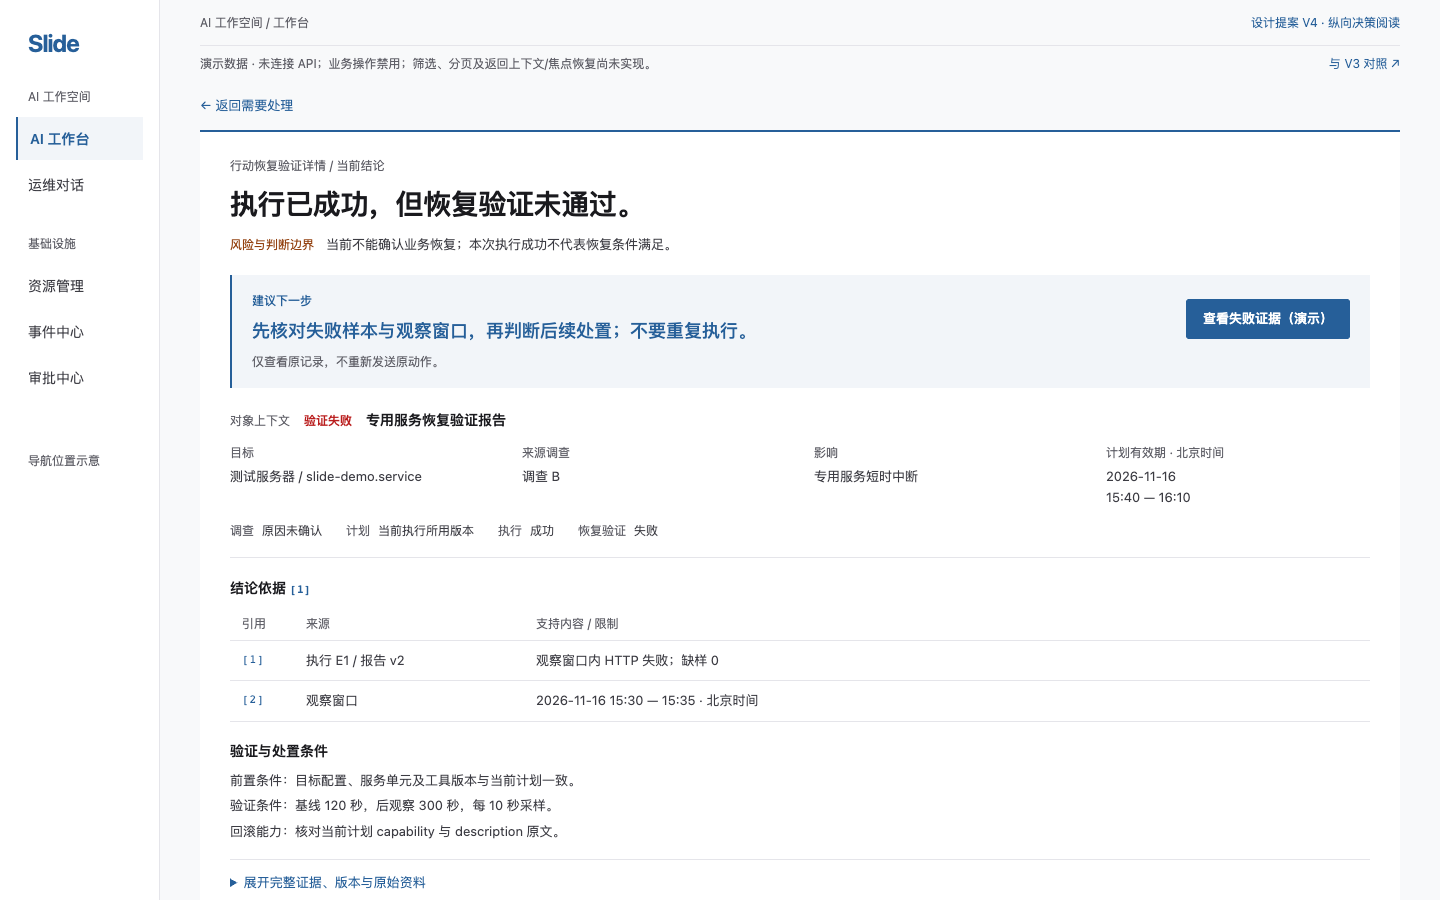 Slide
AI 工作空间
AI 工作台
运维对话
基础设施
资源管理
事件中心
审批中心
导航位置示意
AI 工作空间 / 工作台
设计提案 V4 · 纵向决策阅读
演示数据 · 未连接 API；业务操作禁用；筛选、分页及返回上下文/焦点恢复尚未实现。
与 V3 对照 ↗
← 返回需要处理
行动恢复验证详情 / 当前结论
执行已成功，但恢复验证未通过。
风险与判断边界 当前不能确认业务恢复；本次执行成功不代表恢复条件满足。
建议下一步
先核对失败样本与观察窗口，再判断后续处置；不要重复执行。
仅查看原记录，不重新发送原动作。
查看失败证据（演示）
对象上下文 验证失败 专用服务恢复验证报告
目标 来源调查 影响 计划有效期 · 北京时间
测试服务器 / slide-demo.service 调查 B 专用服务短时中断 2026-11-16
15:40 — 16:10
调查 原因未确认 计划 当前执行所用版本 执行 成功 恢复验证 失败
结论依据 [1]
引用 来源 支持内容 / 限制
[1] 执行 E1 / 报告 v2 观察窗口内 HTTP 失败；缺样 0
[2] 观察窗口 2026-11-16 15:30 — 15:35 · 北京时间
验证与处置条件
前置条件：目标配置、服务单元及工具版本与当前计划一致。
验证条件：基线 120 秒，后观察 300 秒，每 10 秒采样。
回滚能力：核对当前计划 capability 与 description 原文。
▶ 展开完整证据、版本与原始资料